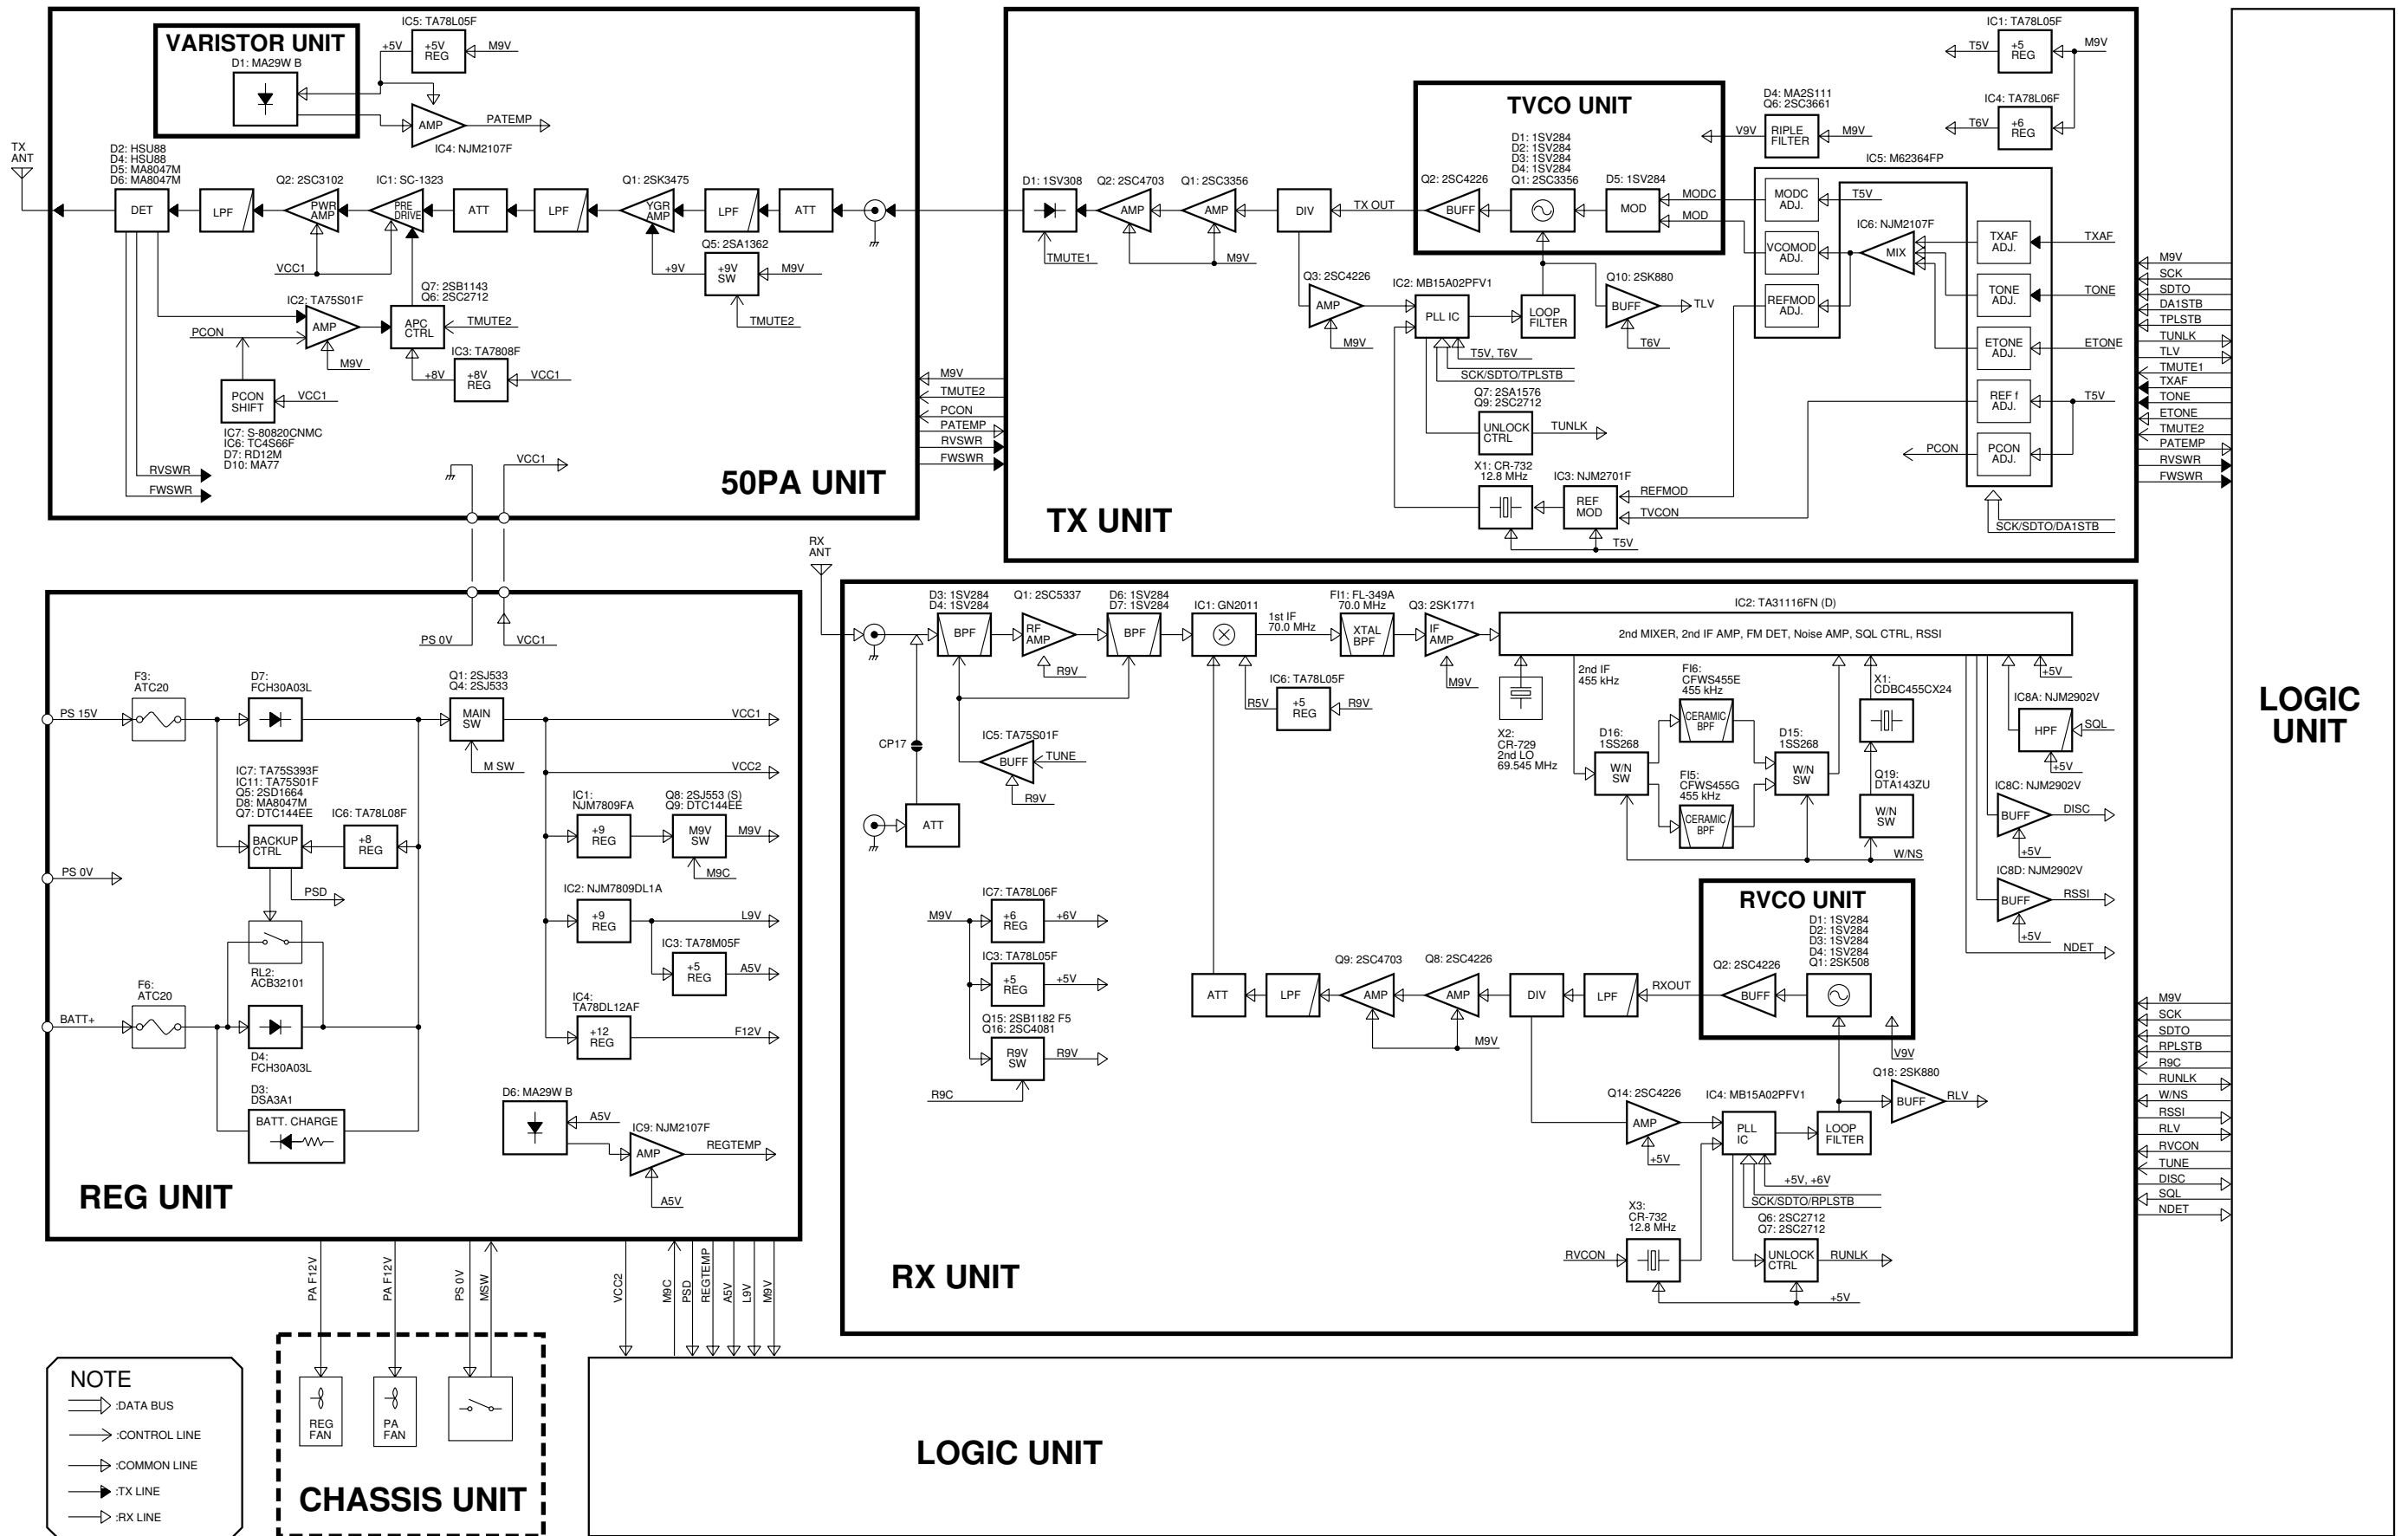 VARISTOR UNIT
D1: MA29W B
IC5: TA78L05F
+5V
+5V
REG
M9V
AMP
PATEMP
IC4: NJM2107F
TX
ANT
D2: HSU88
D4: HSU88
D5: MA8047M
D6: MA8047M
DET
LPF
Q2: 2SC3102
PWR
AMP
IC1: SC-1323
PRE
DRIVE
ATT
LPF
Q1: 2SK3475
YGR
AMP
LPF
ATT
VCC1
Q5: 2SA1362
+9V
+9V
SW
M9V
TMUTE2
IC2: TA75S01F
AMP
PCON
M9V
Q7: 2SB1143
Q6: 2SC2712
APC
CTRL
TMUTE2
IC3: TA7808F
+8V
+8V
REG
VCC1
PCON
SHIFT
VCC1
IC7: S-80820CNMC
IC6: TC4S66F
D7: RD12M
D10: MA77
RVSWR
FWSWR
VCC1
50PA UNIT
M9V
TMUTE2
PCON
PATEMP
RVSWR
FWSWR
IC1: TA78L05F
T5V
+5
REG
M9V
IC4: TA78L06F
T6V
+6
REG
D4: MA2S111
Q6: 2SC3661
V9V
RIPLE
FILTER
M9V
TVCO UNIT
D1: 1SV284
D2: 1SV284
D3: 1SV284
D4: 1SV284
Q1: 2SC3356
Q2: 2SC4226
BUFF
D5: 1SV284
MOD
MODC
MOD
D1: 1SV308
TMUTE1
Q2: 2SC4703
AMP
Q1: 2SC3356
AMP
M9V
DIV
TX OUT
IC5: M62364FP
MODC
ADJ.
T5V
VCOMOD
ADJ.
REFMOD
ADJ.
IC6: NJM2107F
MIX
TXAF
ADJ.
TXAF
TONE
ADJ.
TONE
ETONE
ADJ.
ETONE
REF f
ADJ.
T5V
PCON
PCON
ADJ.
SCK/SDTO/DA1STB
Q3: 2SC4226
AMP
M9V
IC2: MB15A02PFV1
PLL IC
T5V, T6V
SCK/SDTO/TPLSTB
LOOP
FILTER
Q10: 2SK880
BUFF
TLV
T6V
Q7: 2SA1576
Q9: 2SC2712
UNLOCK
CTRL
TUNLK
X1: CR-732
12.8 MHz
IC3: NJM2701F
REF
MOD
REFMOD
TVCON
T5V
TX UNIT
M9V
SCK
SDTO
DA1STB
TPLSTB
TUNLK
TLV
TMUTE1
TXAF
TONE
ETONE
TMUTE2
PATEMP
RVSWR
FWSWR
LOGIC
UNIT
PS 0V
VCC1
F3:
ATC20
PS 15V
D7:
FCH30A03L
Q1: 2SJ533
Q4: 2SJ533
MAIN
SW
M SW
VCC1
VCC2
IC7: TA75S393F
IC11: TA75S01F
Q5: 2SD1664
D8: MA8047M
Q7: DTC144EE
BACKUP
CTRL
IC6: TA78L08F
+8
REG
PSD
PS 0V
IC1:
NJM7809FA
+9
REG
Q8: 2SJ553 (S)
Q9: DTC144EE
M9V
SW
M9V
M9C
IC2: NJM7809DL1A
+9
REG
L9V
IC3: TA78M05F
+5
REG
A5V
IC4:
TA78DL12AF
+12
REG
F12V
RL2:
ACB32101
F6:
ATC20
BATT+
D4:
FCH30A03L
D3:
DSA3A1
BATT. CHARGE
D6: MA29W B
A5V
IC9: NJM2107F
AMP
REGTEMP
A5V
REG UNIT
RX
ANT
D3: 1SV284
D4: 1SV284
BPF
Q1: 2SC5337
RF
AMP
R9V
D6: 1SV284
D7: 1SV284
BPF
IC1: GN2011
1st IF
70.0 MHz
FI1: FL-349A
70.0 MHz
XTAL
BPF
Q3: 2SK1771
IF
AMP
M9V
IC2: TA31116FN (D)
2nd MIXER, 2nd IF AMP, FM DET, Noise AMP, SQL CTRL, RSSI
IC6: TA78L05F
R5V
+5
REG
R9V
CP17
IC5: TA75S01F
BUFF
TUNE
R9V
ATT
X2:
CR-729
2nd LO
69.545 MHz
2nd IF
455 kHz
FI6:
CFWS455E
455 kHz
CERAMIC
BPF
D16:
1SS268
W/N
SW
FI5:
CFWS455G
455 kHz
CERAMIC
BPF
D15:
1SS268
W/N
SW
X1:
CDBC455CX24
Q19:
DTA143ZU
W/N
SW
W/NS
+5V
IC8A: NJM2902V
HPF
SQL
+5V
IC8C: NJM2902V
BUFF
DISC
+5V
IC8D: NJM2902V
BUFF
RSSI
+5V
NDET
IC7: TA78L06F
M9V
+6
REG
+6V
IC3: TA78L05F
+5
REG
+5V
Q15: 2SB1182 F5
Q16: 2SC4081
R9V
SW
R9V
R9C
RVCO UNIT
D1: 1SV284
D2: 1SV284
D3: 1SV284
D4: 1SV284
Q1: 2SK508
Q2: 2SC4226
BUFF
V9V
ATT
LPF
Q9: 2SC4703
AMP
Q8: 2SC4226
AMP
M9V
DIV
LPF
RXOUT
Q14: 2SC4226
AMP
+5V
IC4: MB15A02PFV1
PLL
IC
+5V, +6V
SCK/SDTO/RPLSTB
LOOP
FILTER
Q18: 2SK880
BUFF
RLV
X3:
CR-732
12.8 MHz
RVCON
Q6: 2SC2712
Q7: 2SC2712
UNLOCK
CTRL
RUNLK
+5V
RX UNIT
M9V
SCK
SDTO
RPLSTB
R9C
RUNLK
W/NS
RSSI
RLV
RVCON
TUNE
DISC
SQL
NDET
PA F12V
PA F12V
PS 0V
MSW
VCC2
M9C
PSD
REGTEMP
A5V
L9V
M9V
NOTE
:DATA BUS
:CONTROL LINE
:COMMON LINE
:TX LINE
:RX LINE
REG
FAN
PA
FAN
CHASSIS UNIT
LOGIC UNIT